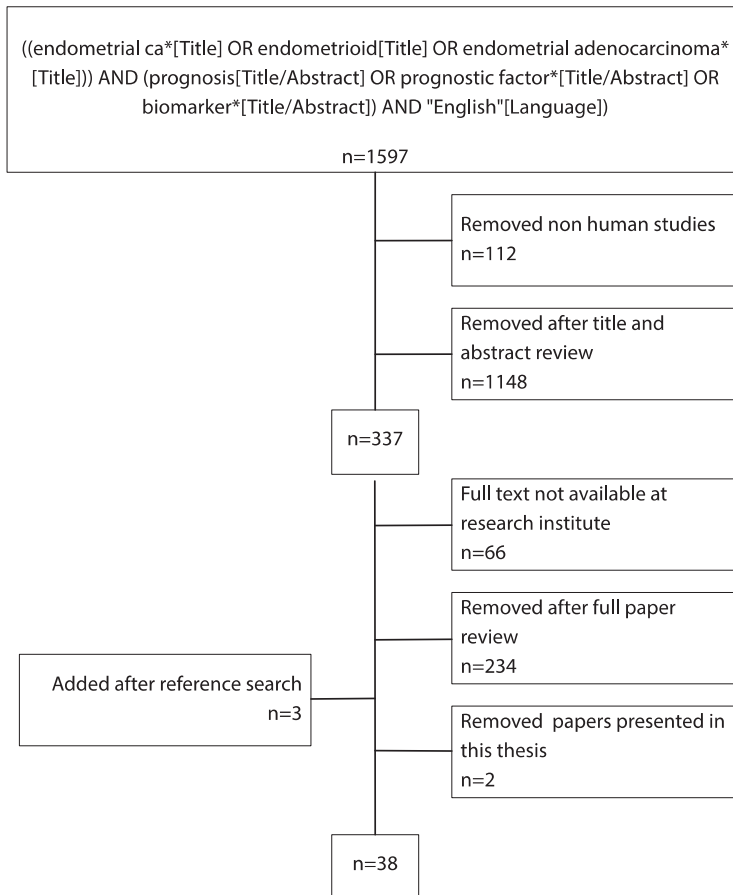 ((endometrial ca*[Title] OR endometrioid[Title] OR endometrial adenocarcinoma*
[Title])) AND (prognosis[Title/Abstract] OR prognostic factor*[Title/Abstract] OR
biomarker*[Title/Abstract]) AND "English"[Language])
n=1597
Removed non human studies
n=112
Removed after title and
abstract review
n=1148
n=337
Full text not available at
research institute
n=66
Removed after full paper
review
n=234
Added after reference search
n=3
Removed papers presented in
this thesis
n=2
n=38